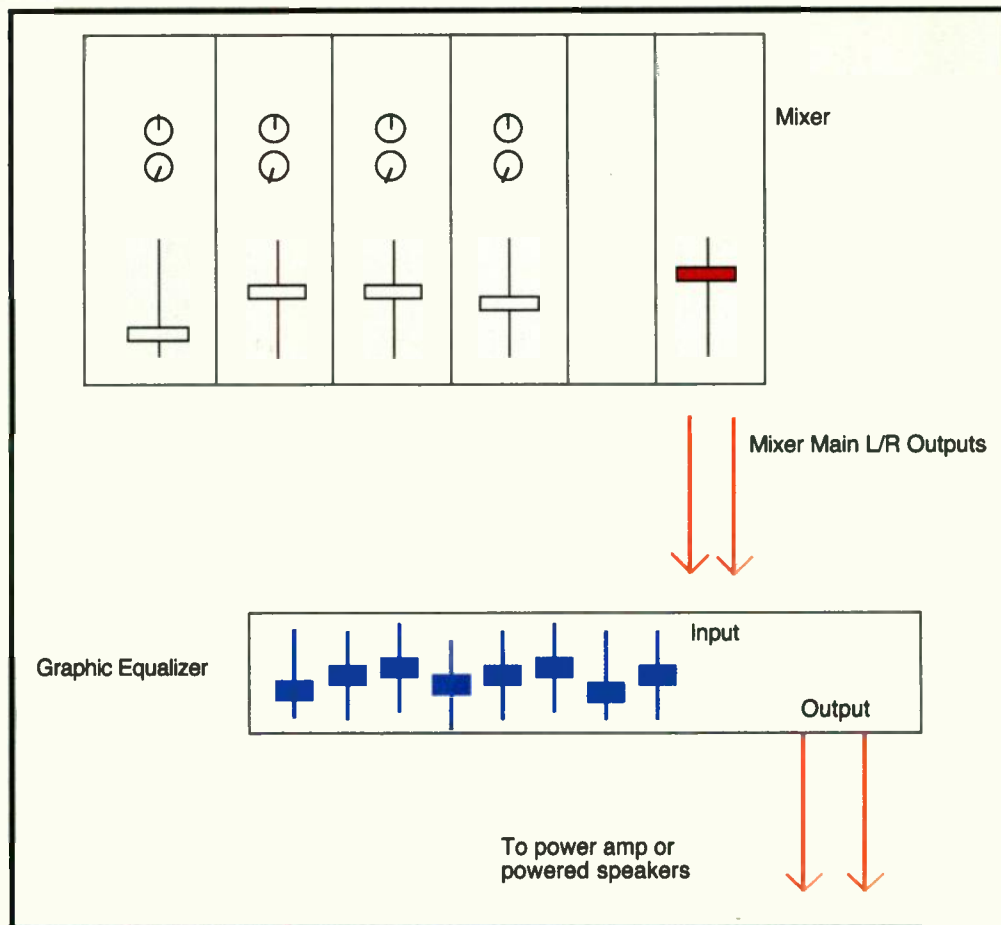 Mixer
Mixer Main L/R Outputs
Input
Graphic Equalizer
Output
To power amp or
powered speakers